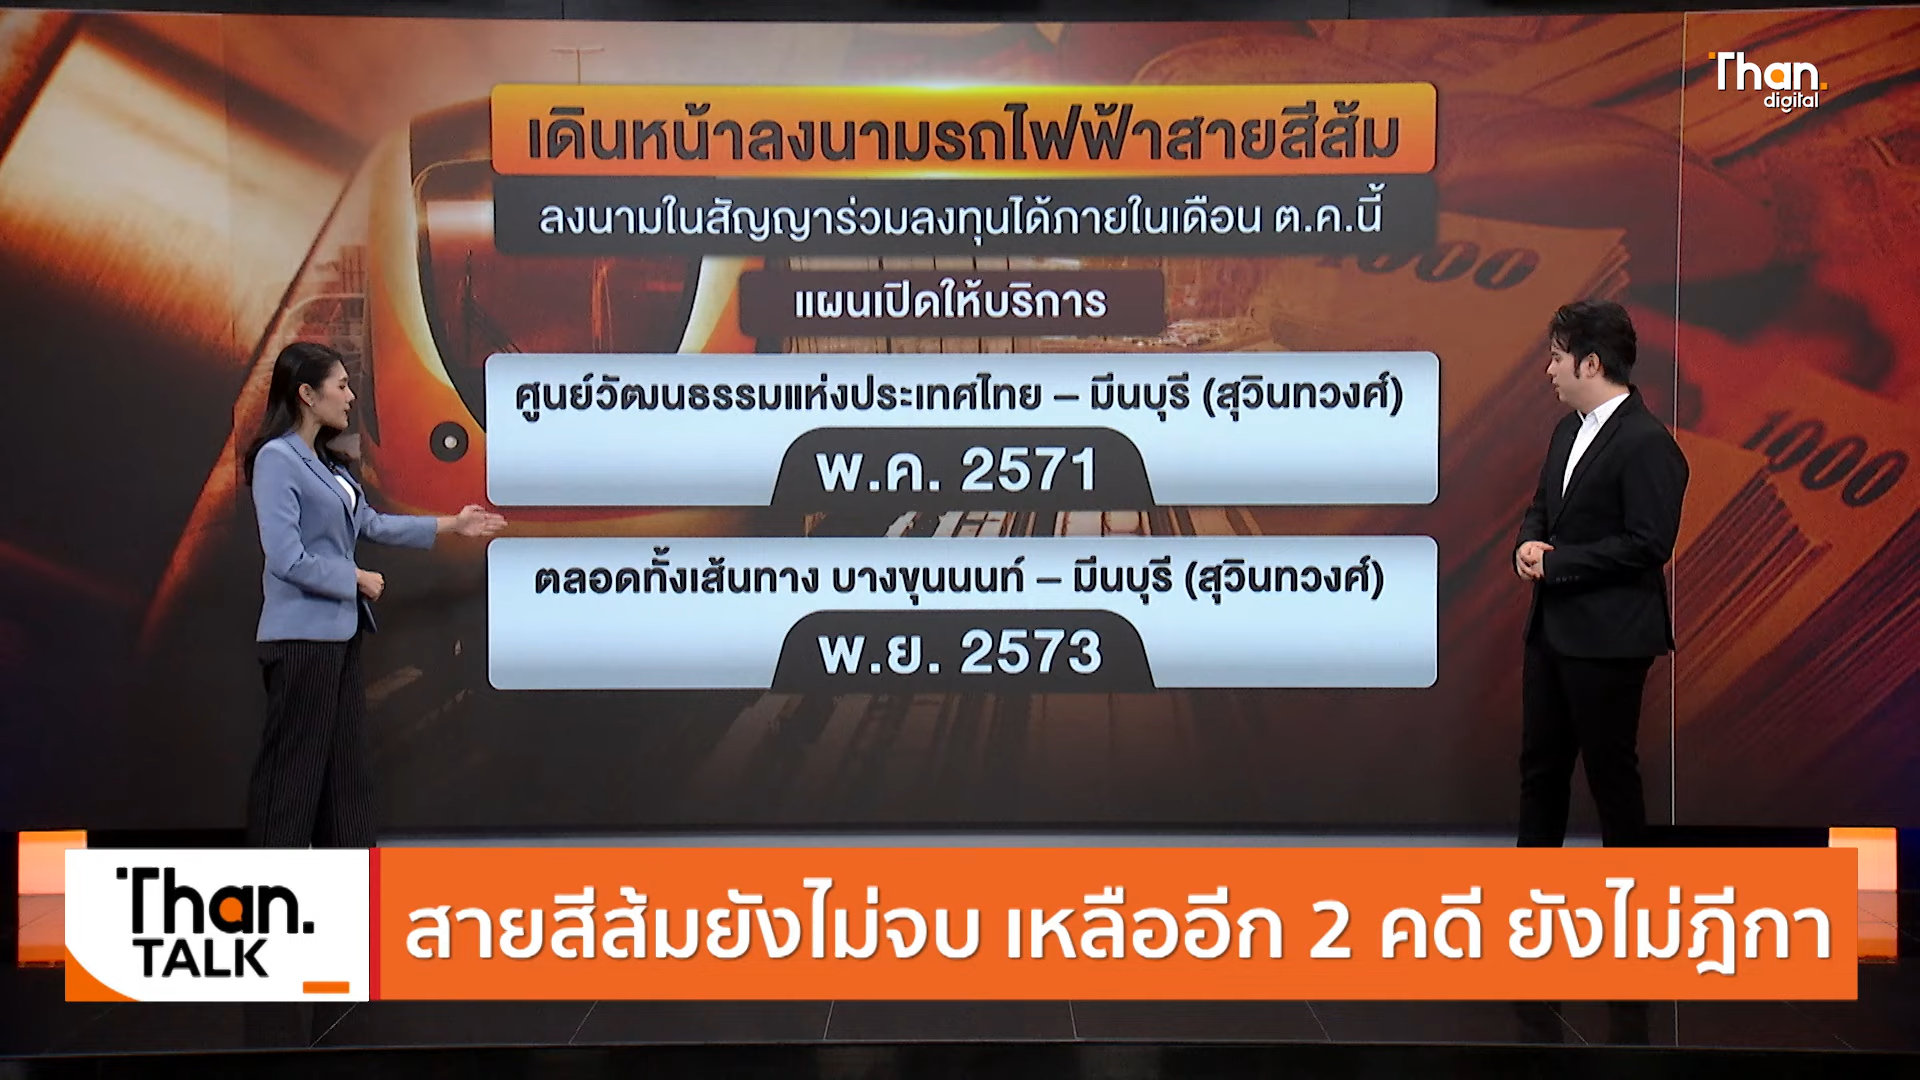 Than.
digital
เดินหน้าลงนามรถไฟฟ้าสายสีส้ม
ลงนามในสัญญาร่วมลงทุนได้ภายในเดือน ต.ค.นี้
แผนเปิดให้บริการ
ศูนย์วัฒนธรรมแห่งประเทศไทย – มีนบุรี (สุวินทวงศ์)
พ.ค. 2571
ตลอดทั้งเส้นทาง บางขุนนนท์ – มีนบุรี (สุวินทวงศ์)
พ.ย. 2573
1000
1000
Than.
TALK
สายสีส้มยังไม่จบ เหลืออีก 2 คดี ยังไม่ฎีกา